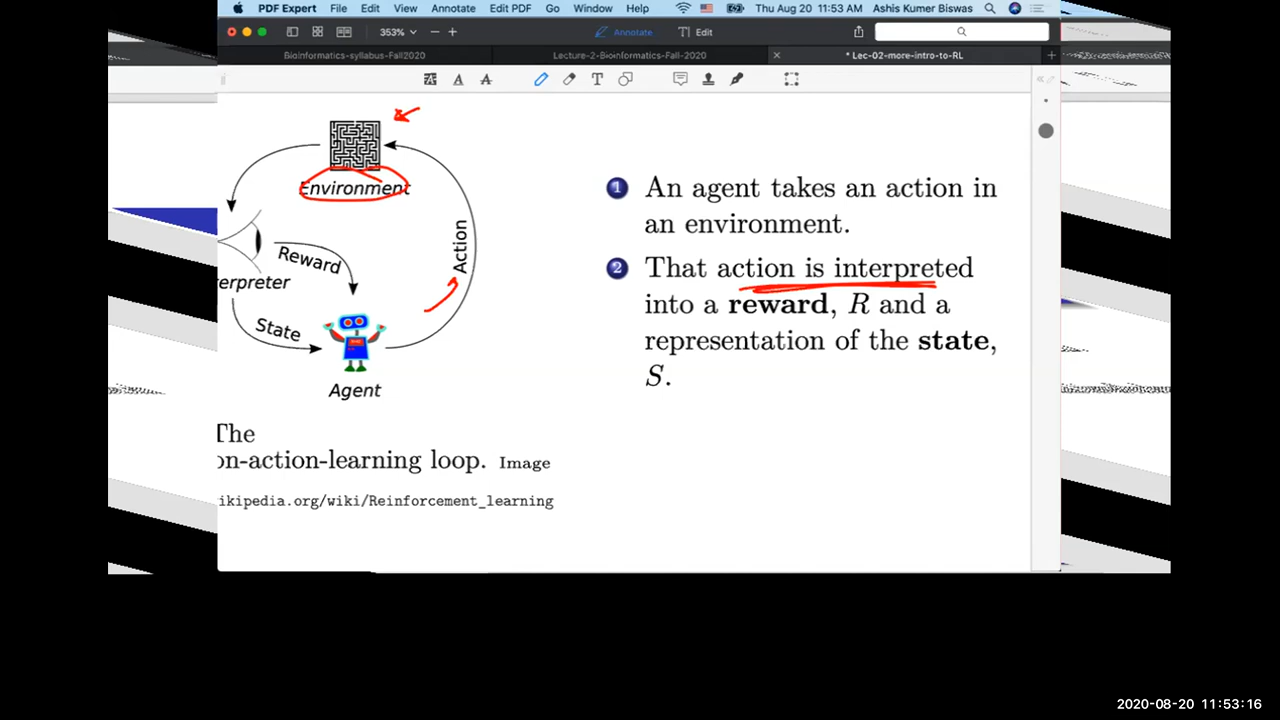 PDF Expert File Edit View Annotate Edit PDF Go Window Help Thu Aug 20 11:53 AM Ashis Kumer Biswas
353% Annotate Edit
Bioinformatics-syllabus-Fall2020 Lecture-2-Bionformatics-Fall-2020 * Lec-02-more-intro-to-RL
Environment
Action
Reward
erpreter
State
Agent
The
on-action-learning loop. Image
ikipedia.org/wiki/Reinforcement_learning
1 An agent takes an action in
an environment.
2 That action is interpreted
into a reward, R and a
representation of the state,
S.
2020-08-20 11:53:16